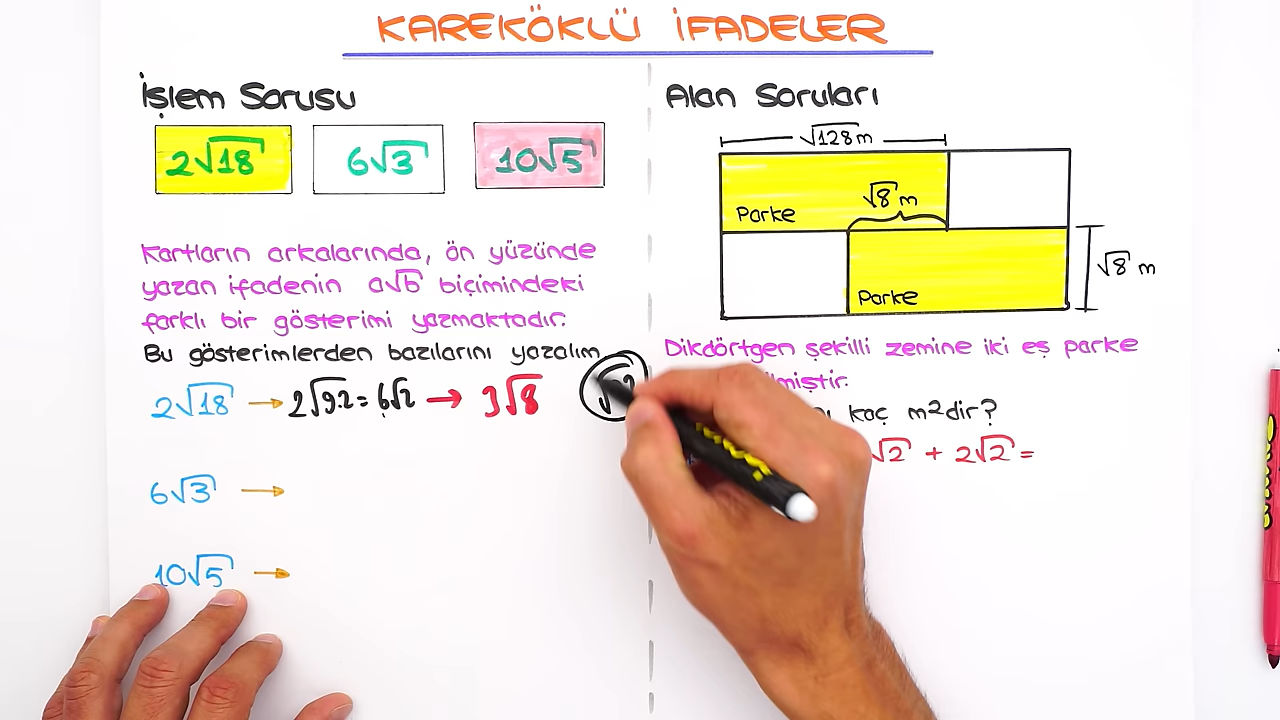 KAREKÖKLÜ İFADELER
İşlem Sorusu
2√18 6√3 10√5
Kartların arkalarında, ön yüzünde
yazan ifadenin a√b biçimindeki
farklı bir gösterimi yazmaktadır.
Bu gösterimlerden bazılarını yazalım
2√18 → 2√9.2 = 6√2 → 3√8
6√3 →
10√5 →
Alan Soruları
√128 m
√8 m
Parke
√8 m
Parke
Dikdörtgen şekilli zemine iki eş parke
kaç m2dir?
√2 + 2√2 =